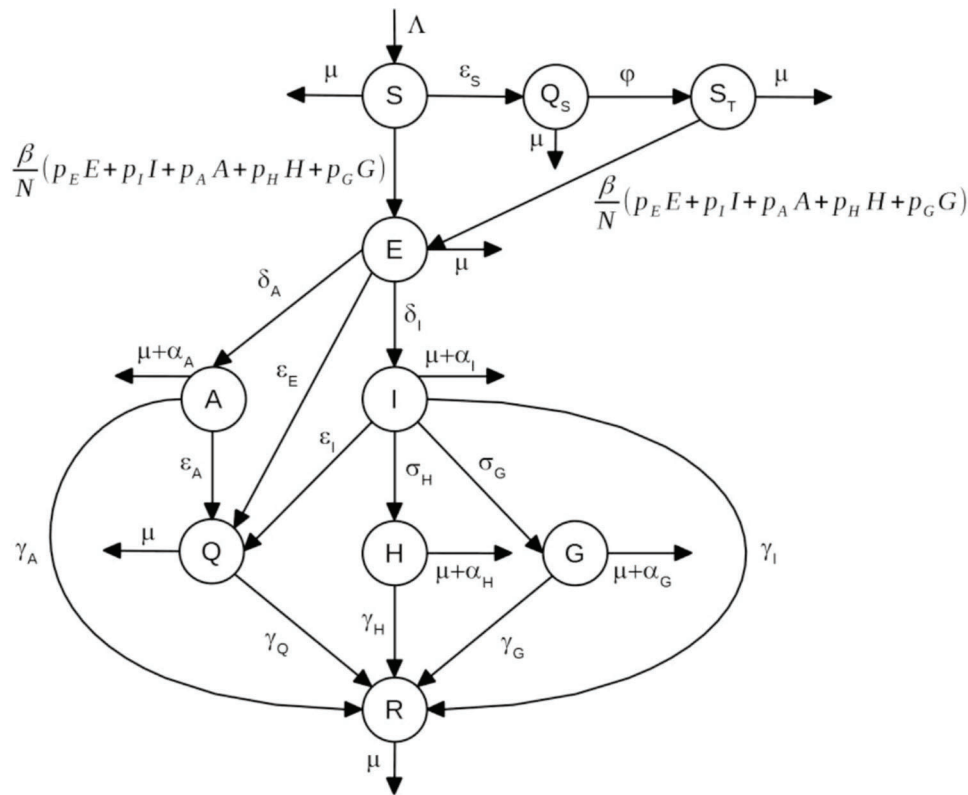 Λ
μ
S
ε_S
Q_S
φ
S_T
μ
μ
β/N (p_E E + p_I I + p_A A + p_H H + p_G G)
β/N (p_E E + p_I I + p_A A + p_H H + p_G G)
E
μ
δ_A
δ_I
μ+α_A
ε_E
μ+α_I
A
I
ε_A
ε_I
σ_H
σ_G
μ
Q
H
μ+α_H
G
μ+α_G
γ_A
γ_I
γ_Q
γ_H
γ_G
R
μ